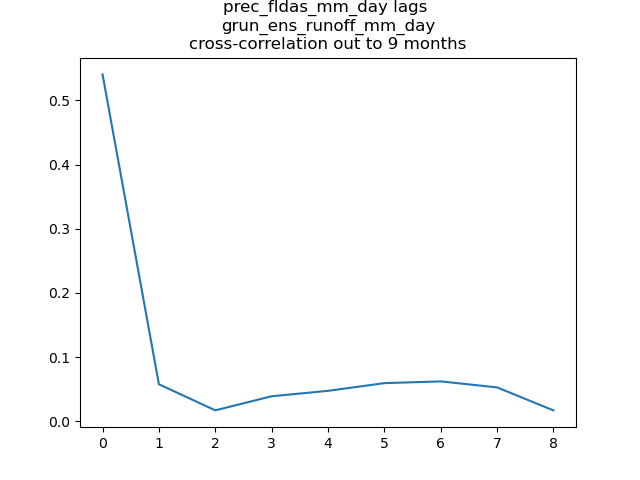 prec_fldas_mm_day lags
grun_ens_runoff_mm_day
cross-correlation out to 9 months
0.5
0.4
0.3
0.2
0.1
0.0
0 1 2 3 4 5 6 7 8